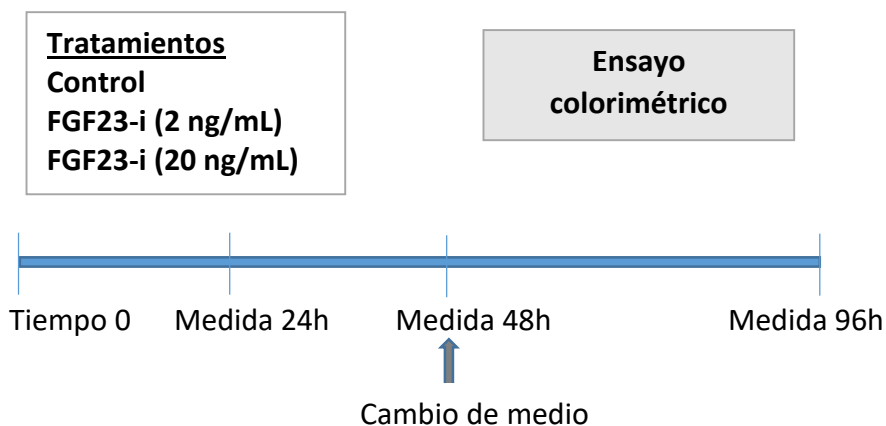 Tratamientos
Control
FGF23-i (2 ng/mL)
FGF23-i (20 ng/mL)
Ensayo
colorimétrico
Tiempo 0 Medida 24h Medida 48h Medida 96h
Cambio de medio